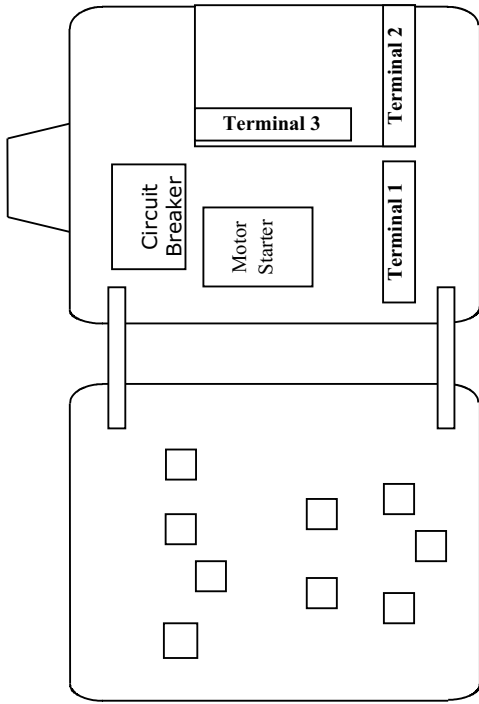 Terminal 2
Terminal 3
Circuit
Breaker
Motor
Starter
Terminal 1